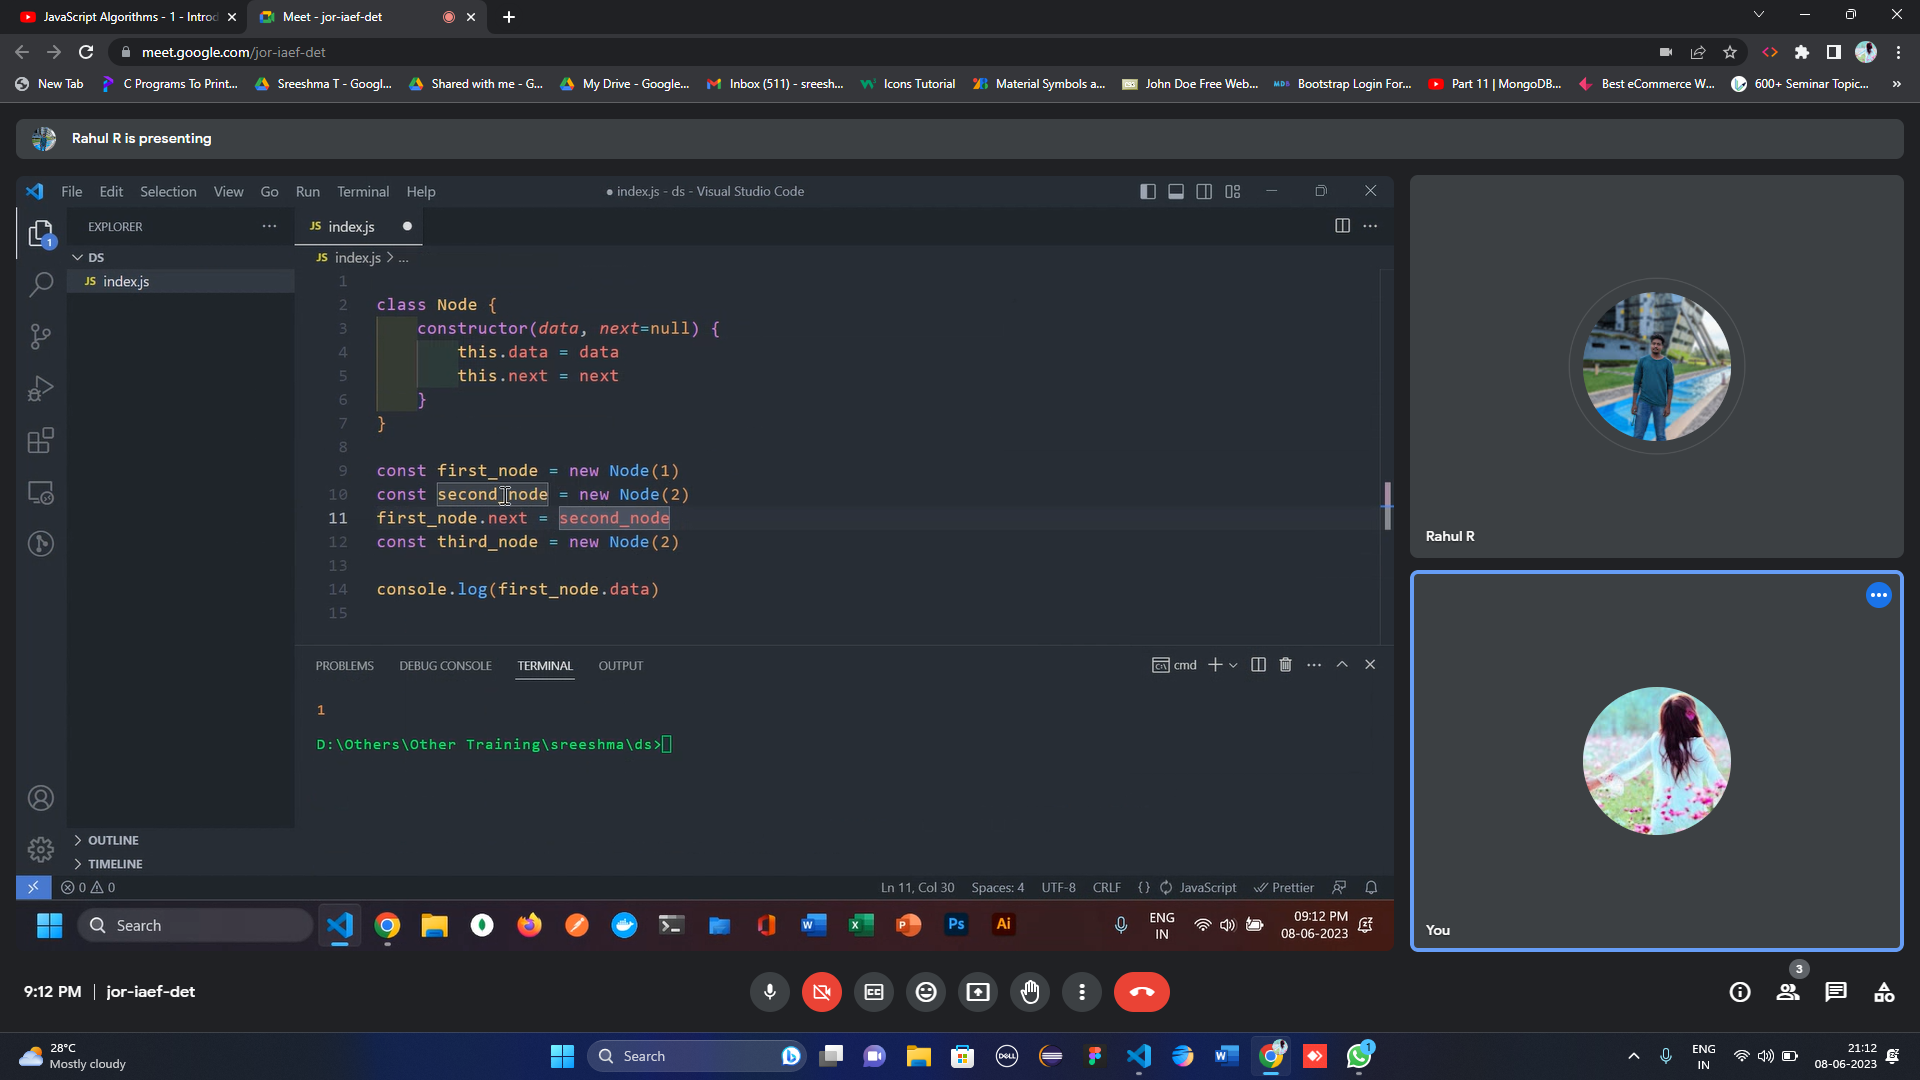 JavaScript Algorithms - 1 - Introd
Meet - jor-iaef-det
meet.google.com/jor-iaef-det
New Tab
C Programs To Print...
Sreeshma T - Googl...
Shared with me - G...
My Drive - Google...
Inbox (511) - sreesh...
Icons Tutorial
Material Symbols a...
John Doe Free Web...
Bootstrap Login For...
Part 11 | MongoDB...
Best eCommerce W...
600+ Seminar Topic...
»
Rahul R is presenting
File Edit Selection View Go Run Terminal Help
● index.js - ds - Visual Studio Code
EXPLORER
JS index.js
DS
JS index.js > ...
JS index.js
1
2 class Node {
3 constructor(data, next=null) {
4 this.data = data
5 this.next = next
6 }
7 }
8
9 const first_node = new Node(1)
10 const second_node = new Node(2)
11 first_node.next = second_node
12 const third_node = new Node(2)
13
14 console.log(first_node.data)
15
PROBLEMS DEBUG CONSOLE TERMINAL OUTPUT
cmd
1
D:\Others\Other Training\sreeshma\ds>
OUTLINE
TIMELINE
0 0
Ln 11, Col 30 Spaces: 4 UTF-8 CRLF {} JavaScript Prettier
Search
Ps
Ai
ENG
IN
09:12 PM
08-06-2023
Rahul R
You
9:12 PM | jor-iaef-det
3
28°C
Mostly cloudy
Search
DELL
1
ENG
IN
21:12
08-06-2023